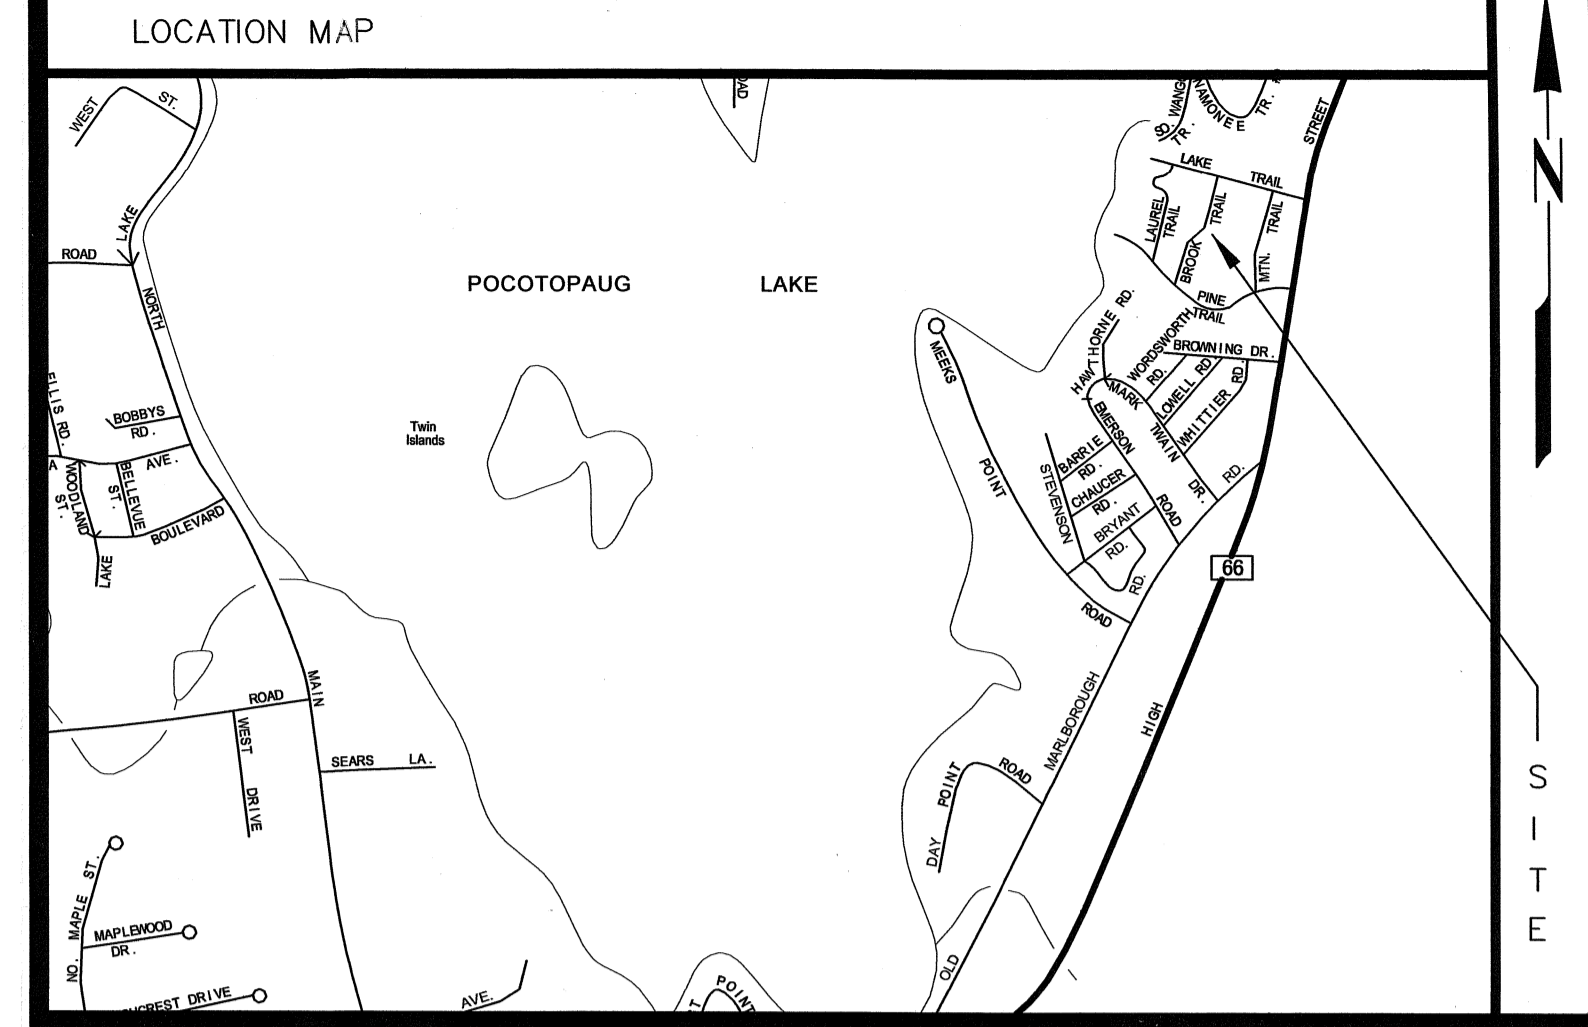 LOCATION MAP
WEST ST.
LAKE
ROAD
NORTH
RD.
BOBBYS
RD.
AVE.
BELLEVUE
ST.
WOODLAND
ST.
BOULEVARD
LAKE
MAIN
ROAD
WEST DRIVE
SEARS LA.
NO. MAPLE ST.
MAPLEWOOD
DR.
DRIVE
AVE.
POINT
POCOTOPAUG LAKE
Twin
Islands
SO.
TR.
TR.
STREET
LAKE TRAIL
LAUREL
TRAIL
BROOK TRAIL
MTN. TRAIL
PINE
TRAIL
HAWTHORNE RD.
WORDSWORTH
RD.
BROWNING DR.
LOWELL RD.
WHITTIER RD.
MARK TWAIN DR.
EMERSON ROAD
BARRIE
RD.
CHAUCER
RD.
STEVENSON
BRYANT
RD.
RD.
RD.
MEEKS POINT ROAD
66
HIGH
OLD MARLBOROUGH
DAY POINT ROAD
N
SITE